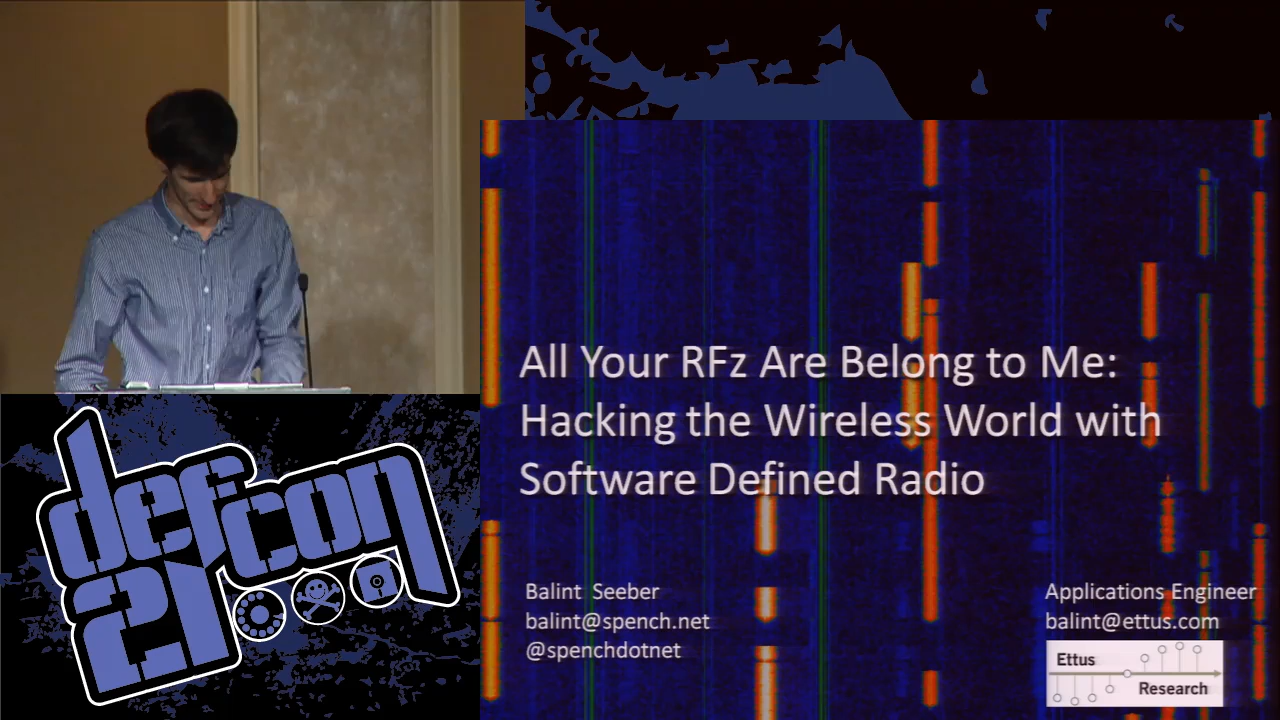 All Your RFz Are Belong to Me:
Hacking the Wireless World with
Software Defined Radio
Balint Seeber
balint@spench.net
@spenchdotnet
Applications Engineer
balint@ettus.com
Ettus
Research
defcon
21